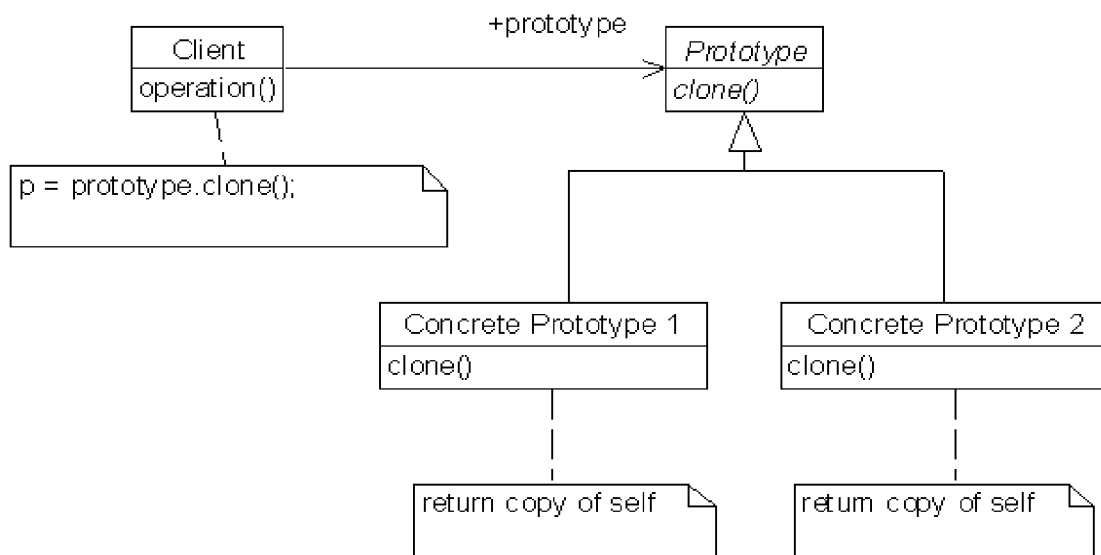 +prototype
Client
operation()
Prototype
clone()
p = prototype.clone();
Concrete Prototype 1
clone()
Concrete Prototype 2
clone()
return copy of self
return copy of self